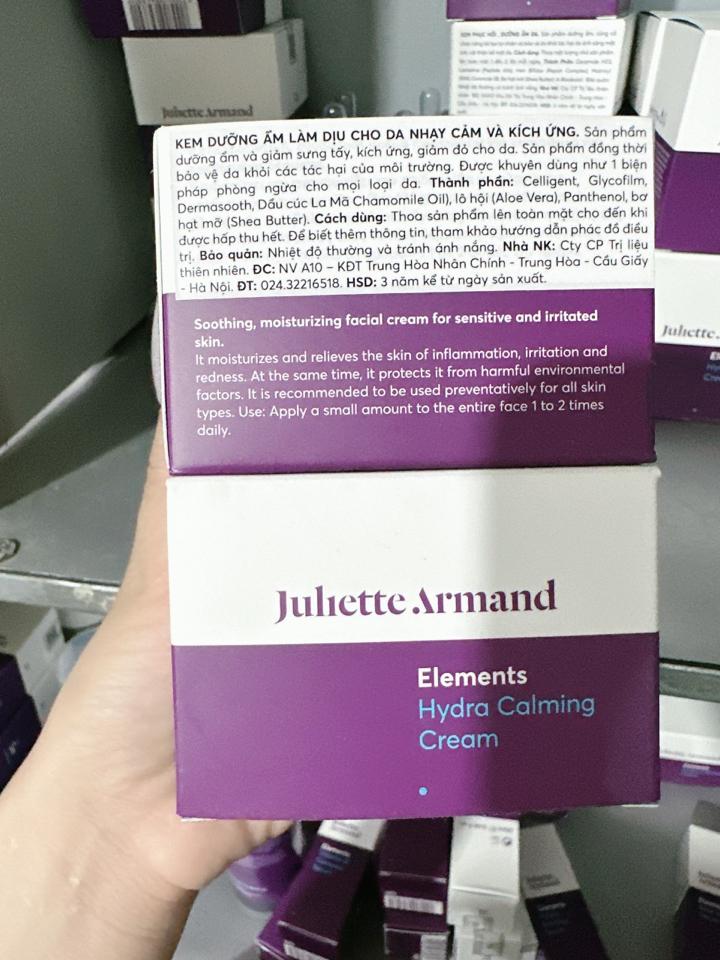 Juliette Armand
KEM DƯỠNG ẨM LÀM DỊU CHO DA NHẠY CẢM VÀ KÍCH ỨNG. Sản phẩm
dưỡng ẩm và giảm sưng tấy, kích ứng, giảm đỏ cho da. Sản phẩm đồng thời
bảo vệ da khỏi các tác hại của môi trường. Được khuyên dùng như 1 biện
pháp phòng ngừa cho mọi loại da. Thành phần: Celligent, Glycofilm,
Dermasooth, Dầu cúc La Mã Chamomile Oil), lô hội (Aloe Vera), Panthenol, bơ
hạt mỡ (Shea Butter). Cách dùng: Thoa sản phẩm lên toàn mặt cho đến khi
được hấp thu hết. Để biết thêm thông tin, tham khảo hướng dẫn phác đồ điều
trị. Bảo quản: Nhiệt độ thường và tránh ánh nắng. Nhà NK: Cty CP Trị liệu
thiên nhiên. ĐC: NV A10 – KĐT Trung Hòa Nhân Chính - Trung Hòa - Cầu Giấy
- Hà Nội. ĐT: 024.32216518. HSD: 3 năm kể từ ngày sản xuất.
Soothing, moisturizing facial cream for sensitive and irritated
skin.
It moisturizes and relieves the skin of inflammation, irritation and
redness. At the same time, it protects it from harmful environmental
factors. It is recommended to be used preventatively for all skin
types. Use: Apply a small amount to the entire face 1 to 2 times
daily.
Juliette Armand
Elements
Hydra Calming
Cream
Juliette
Elements